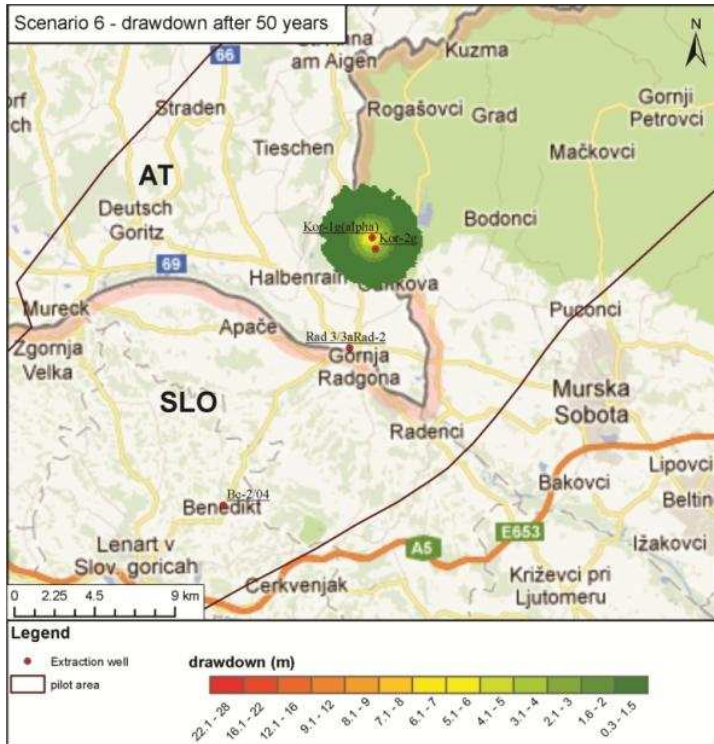 Scenario 6 - drawdown after 50 years
N
am Aigen
Kuzma
66
Straden
Rogašovci
Grad
Gornji
Petrovci
Tieschen
Mačkovci
AT
Deutsch
Goritz
Kor-1g(alpha)
Kor-2g
Bodonci
69
Halbenrain
Mureck
Apače
Rad 3/3aRad-2
Puconci
Zgornja
Velka
Gornja
Radgona
SLO
Murska
Sobota
Radenci
Lipovci
Bakovci
Be-2/04
Benedikt
E653
Ižakovci
Lenart v
Slov. goricah
A5
Cerkvenjak
Križevci pri
Ljutomeru
0 2.25 4.5 9 km
Legend
Extraction well
pilot area
drawdown (m)
22.1 - 28
16.1 - 22
12.1 - 16
9.1 - 12
8.1 - 9
7.1 - 8
6.1 - 7
5.1 - 6
4.1 - 5
3.1 - 4
2.1 - 3
1.6 - 2
0.3 - 1.5